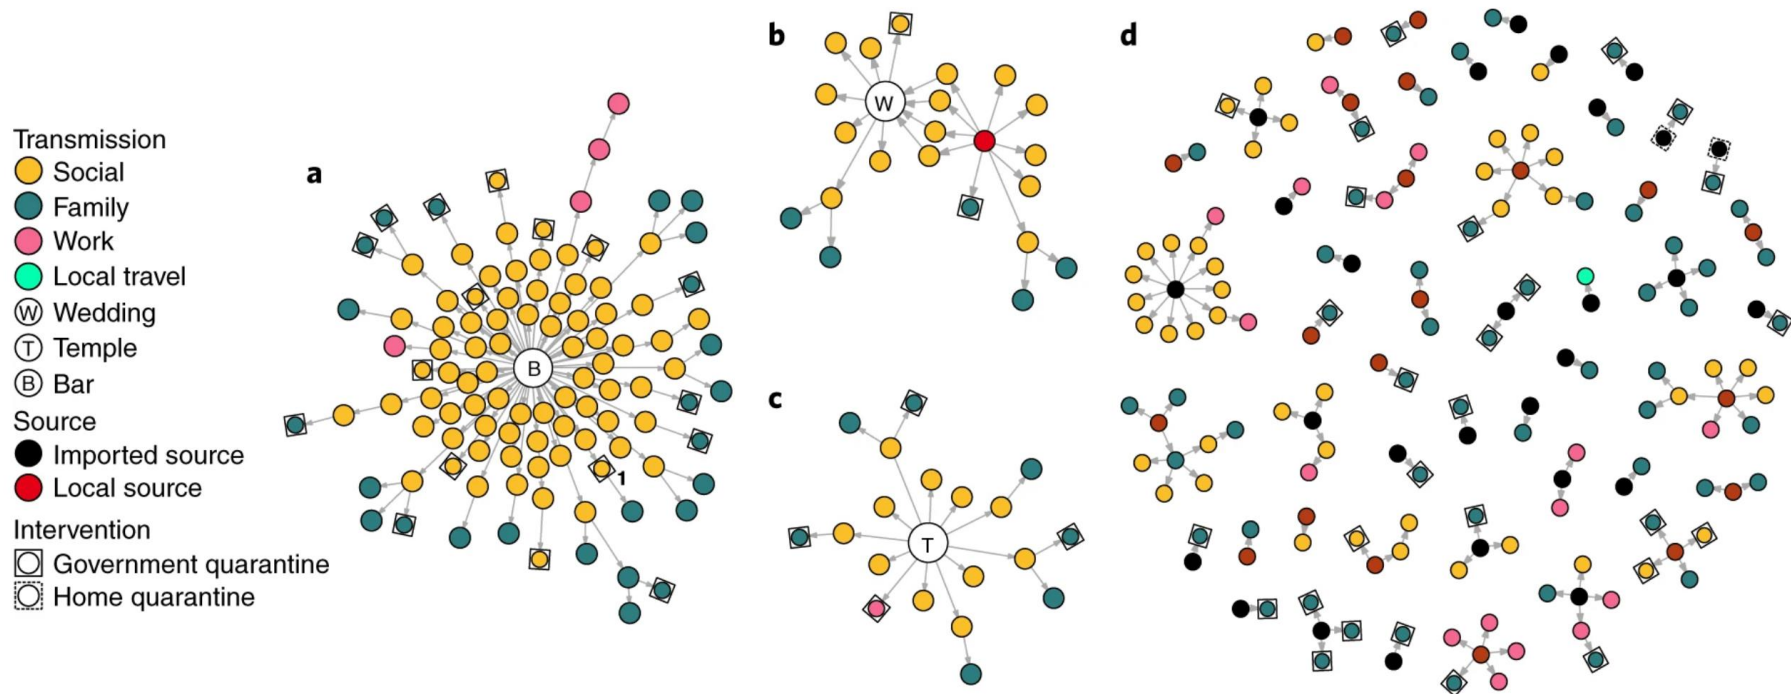 Transmission
Social
Family
Work
Local travel
W Wedding
T Temple
B Bar
Source
Imported source
Local source
Intervention
Government quarantine
Home quarantine
a
B
1
b
W
c
T
d